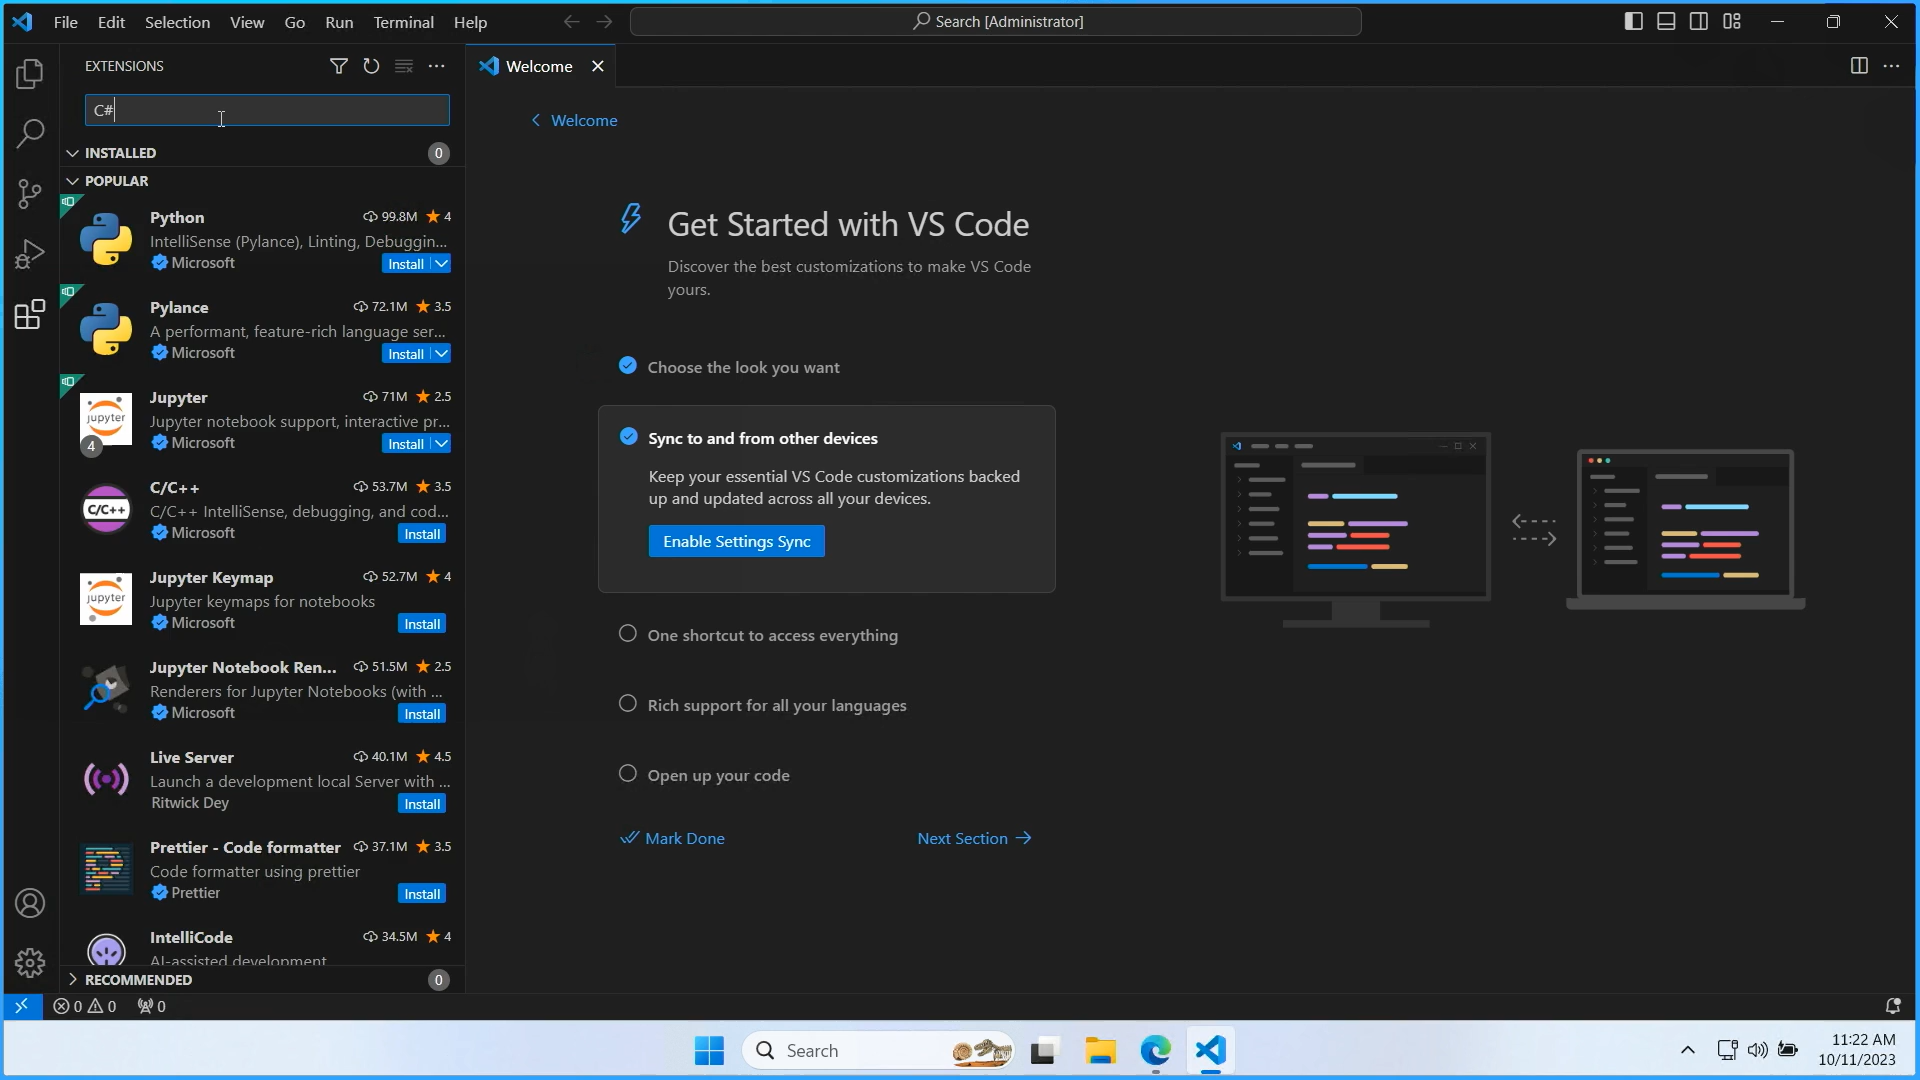 File Edit Selection View Go Run Terminal Help
Search [Administrator]
EXTENSIONS
Welcome
C#
Welcome
INSTALLED 0
POPULAR
Python 99.8M 4
IntelliSense (Pylance), Linting, Debuggin...
Microsoft Install
Pylance 72.1M 3.5
A performant, feature-rich language ser...
Microsoft Install
Jupyter 71M 2.5
jupyter
Jupyter notebook support, interactive pr...
4 Microsoft Install
C/C++ 53.7M 3.5
C/C++
C/C++ IntelliSense, debugging, and cod...
Microsoft Install
Jupyter Keymap 52.7M 4
jupyter
Jupyter keymaps for notebooks
Microsoft Install
Jupyter Notebook Ren... 51.5M 2.5
Renderers for Jupyter Notebooks (with ...
Microsoft Install
Live Server 40.1M 4.5
Launch a development local Server with ...
Ritwick Dey Install
Prettier - Code formatter 37.1M 3.5
Code formatter using prettier
Prettier Install
IntelliCode 34.5M 4
AI-assisted development
RECOMMENDED 0
Get Started with VS Code
Discover the best customizations to make VS Code
yours.
Choose the look you want
Sync to and from other devices
Keep your essential VS Code customizations backed
up and updated across all your devices.
Enable Settings Sync
One shortcut to access everything
Rich support for all your languages
Open up your code
Mark Done Next Section
0 0 0
Search
11:22 AM
10/11/2023